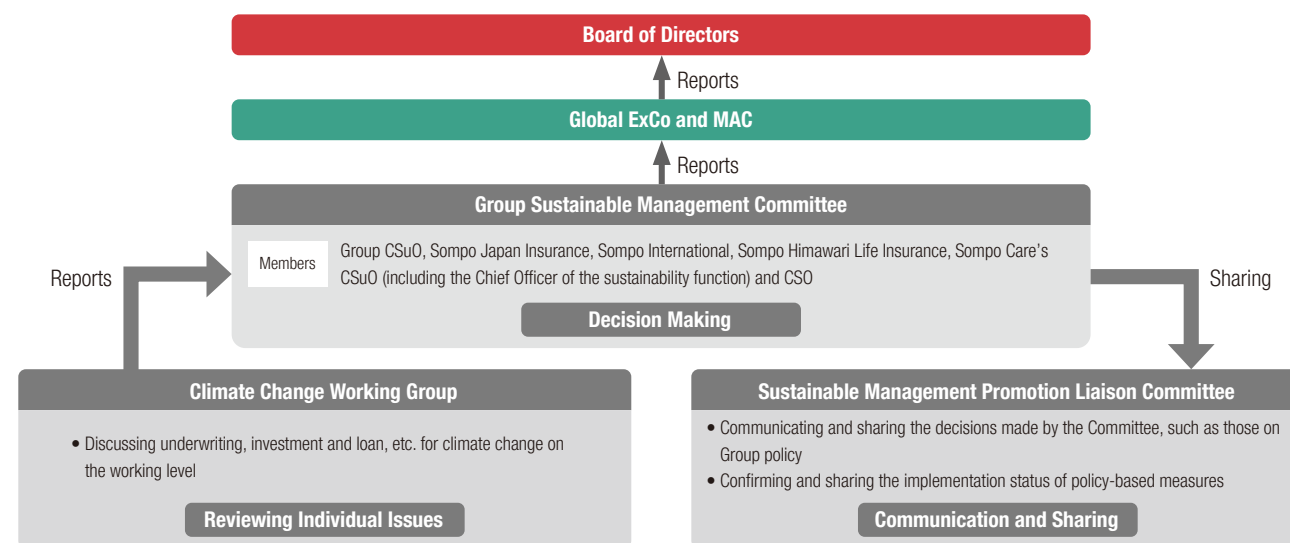 Board of Directors
Reports
Global ExCo and MAC
Reports
Group Sustainable Management Committee
Members
Group CSuO, Sompo Japan Insurance, Sompo International, Sompo Himawari Life Insurance, Sompo Care's
CSuO (including the Chief Officer of the sustainability function) and CSO
Decision Making
Reports
Sharing
Climate Change Working Group
• Discussing underwriting, investment and loan, etc. for climate change on
the working level
Reviewing Individual Issues
Sustainable Management Promotion Liaison Committee
• Communicating and sharing the decisions made by the Committee, such as those on
Group policy
• Confirming and sharing the implementation status of policy-based measures
Communication and Sharing